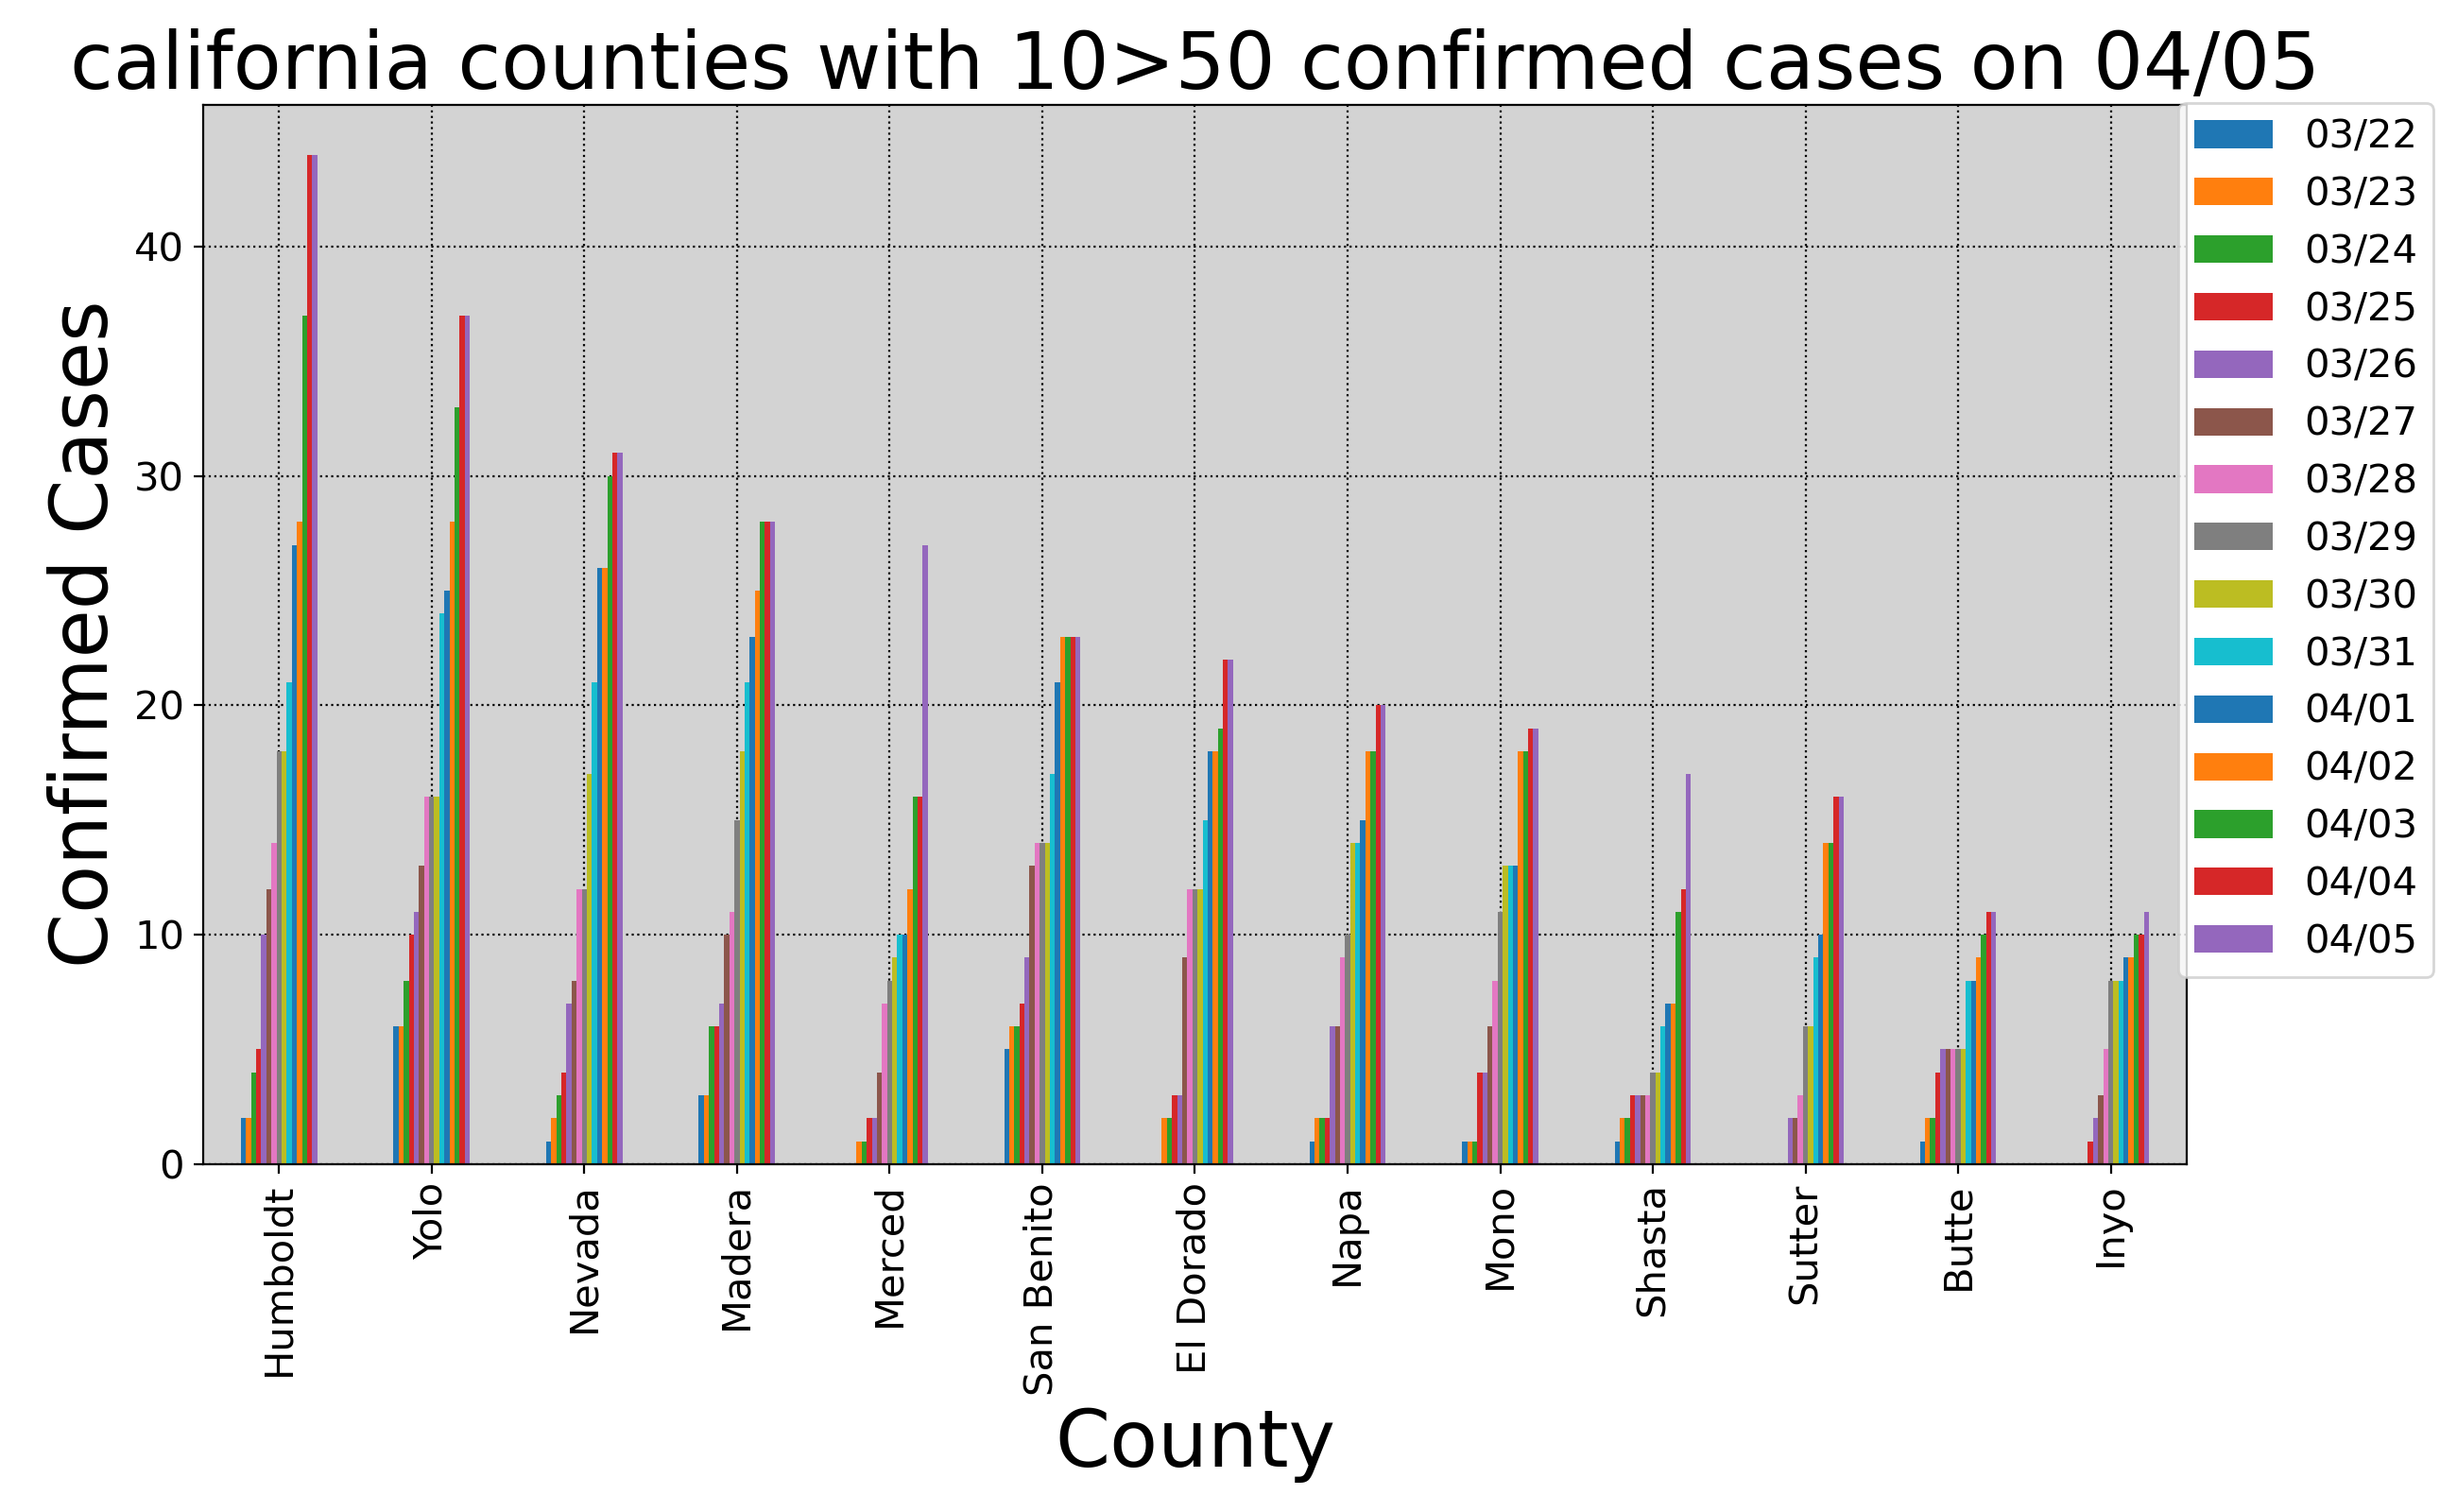 california counties with 10>50 confirmed cases on 04/05
Confirmed Cases
40
30
20
10
0
Humboldt
Yolo
Nevada
Madera
Merced
San Benito
El Dorado
Napa
Mono
Shasta
Sutter
Butte
Inyo
County
03/22
03/23
03/24
03/25
03/26
03/27
03/28
03/29
03/30
03/31
04/01
04/02
04/03
04/04
04/05